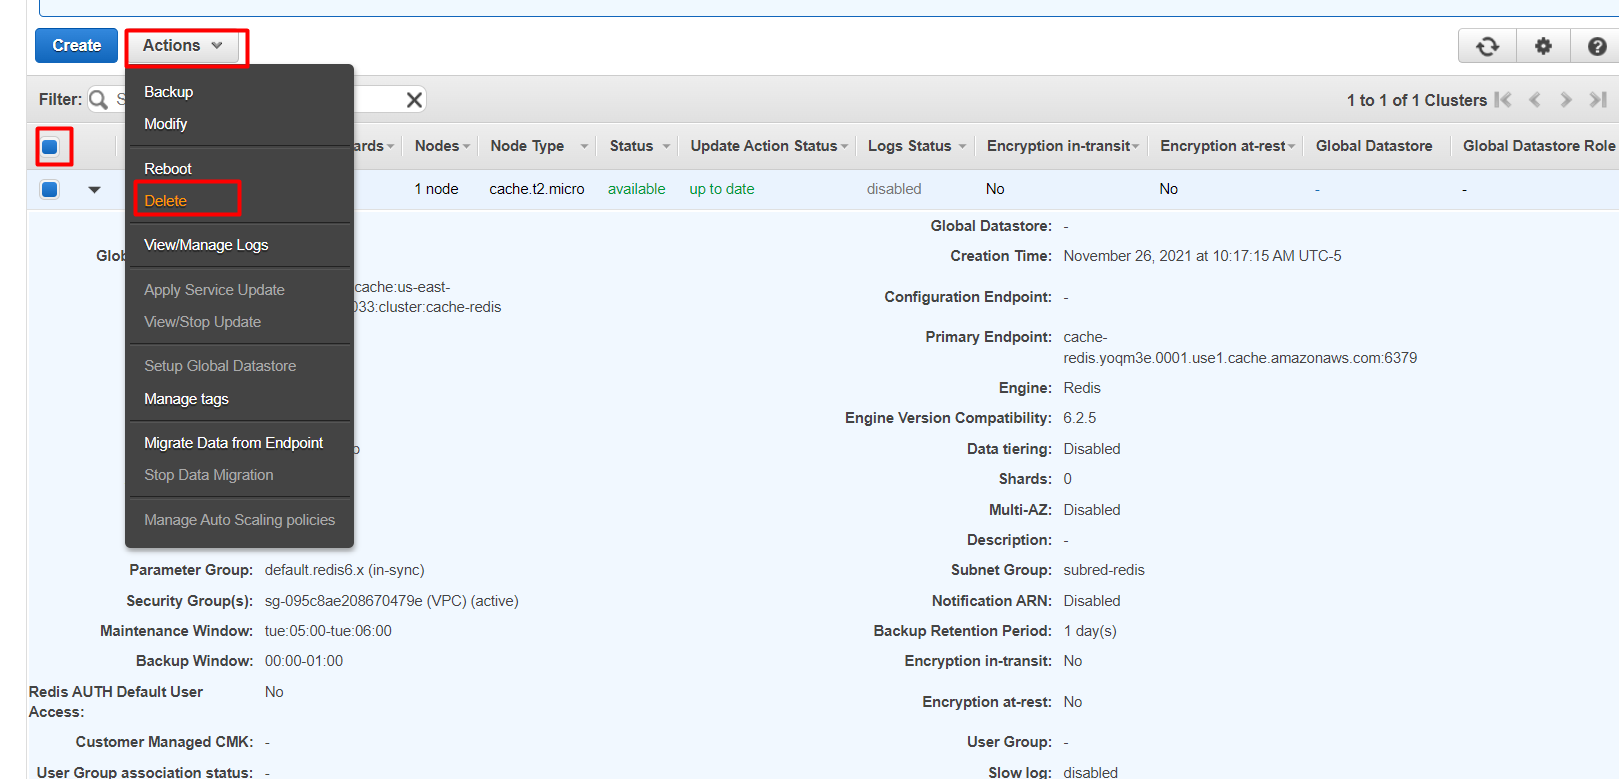 Create
Actions
Backup
Modify
Reboot
Delete
View/Manage Logs
Apply Service Update
View/Stop Update
Setup Global Datastore
Manage tags
Migrate Data from Endpoint
Stop Data Migration
Manage Auto Scaling policies
Filter:
1 to 1 of 1 Clusters
Nodes Node Type Status Update Action Status Logs Status Encryption in-transit Encryption at-rest Global Datastore Global Datastore Role
1 node cache.t2.micro available up to date disabled No No - -
Global Datastore: -
Creation Time: November 26, 2021 at 10:17:15 AM UTC-5
cache:us-east-
033:cluster:cache-redis
Configuration Endpoint: -
Primary Endpoint: cache-
redis.yoqm3e.0001.use1.cache.amazonaws.com:6379
Engine: Redis
Engine Version Compatibility: 6.2.5
Data tiering: Disabled
Shards: 0
Multi-AZ: Disabled
Description: -
Parameter Group: default.redis6.x (in-sync)
Subnet Group: subred-redis
Security Group(s): sg-095c8ae208670479e (VPC) (active)
Notification ARN: Disabled
Maintenance Window: tue:05:00-tue:06:00
Backup Retention Period: 1 day(s)
Backup Window: 00:00-01:00
Encryption in-transit: No
Redis AUTH Default User
Access: No
Encryption at-rest: No
Customer Managed CMK: -
User Group: -
User Group association status: -
Slow log: disabled